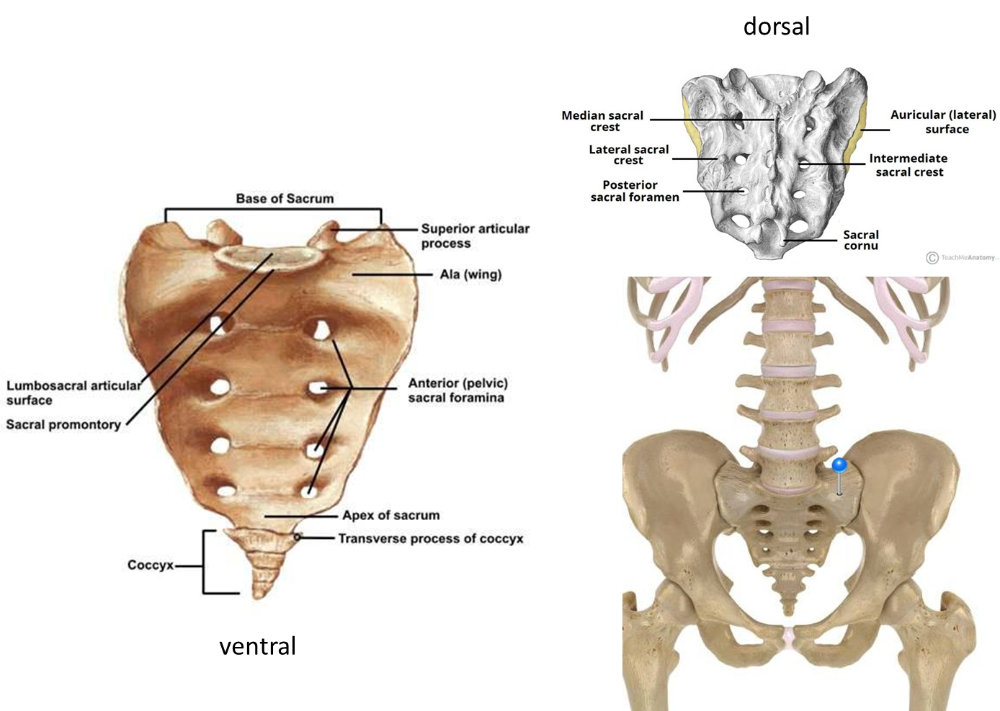 dorsal
Median sacral
crest
Lateral sacral
crest
Posterior
sacral foramen
Auricular (lateral)
surface
Intermediate
sacral crest
Sacral
cornu
© TeachMeAnatomy
Base of Sacrum
Superior articular
process
Ala (wing)
Lumbosacral articular
surface
Sacral promontory
Anterior (pelvic)
sacral foramina
Apex of sacrum
Transverse process of coccyx
Coccyx
ventral